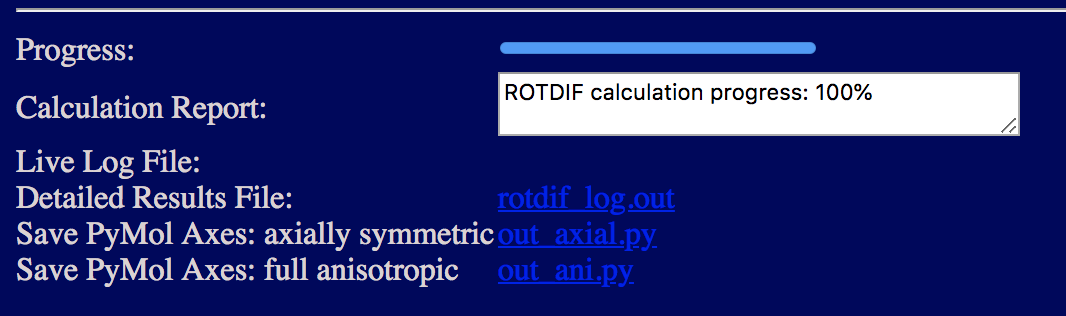 Progress:
Calculation Report: ROTDIF calculation progress: 100%
Live Log File:
Detailed Results File: rotdif_log.out
Save PyMol Axes: axially symmetric out_axial.py
Save PyMol Axes: full anisotropic out_ani.py